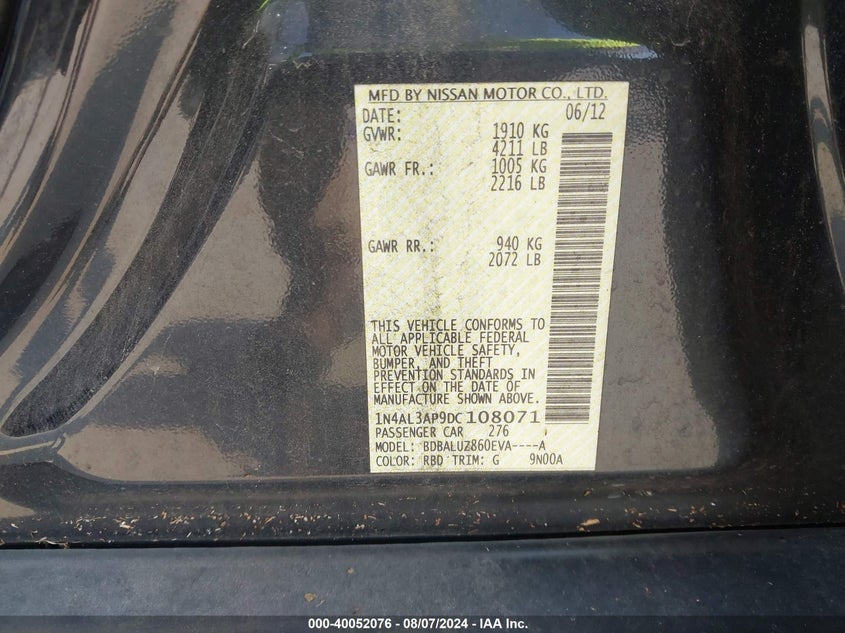 MFD BY NISSAN MOTOR CO., LTD.
DATE: 06/12
GVWR: 1910 KG
4211 LB
GAWR FR.: 1005 KG
2216 LB
GAWR RR.: 940 KG
2072 LB
THIS VEHICLE CONFORMS TO
ALL APPLICABLE FEDERAL
MOTOR VEHICLE SAFETY,
BUMPER, AND THEFT
PREVENTION STANDARDS IN
EFFECT ON THE DATE OF
MANUFACTURE SHOWN ABOVE.
1N4AL3AP9DC108071
PASSENGER CAR 276
MODEL: BDBALUZ860EVA----A
COLOR: RBD TRIM: G 9N00A
000-40052076 - 08/07/2024 - IAA Inc.